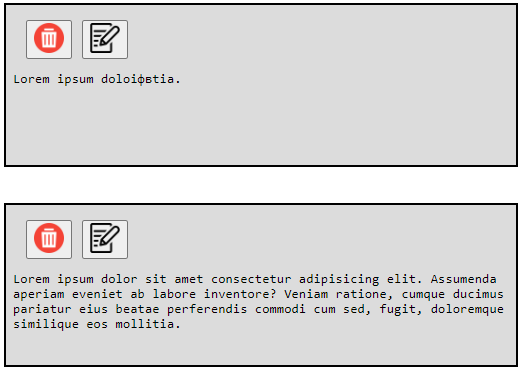 Lorem ipsum doloiфвtia.
Lorem ipsum dolor sit amet consectetur adipisicing elit. Assumenda
aperiam eveniet ab labore inventore? Veniam ratione, cumque ducimus
pariatur eius beatae perferendis commodi cum sed, fugit, doloremque
similique eos mollitia.